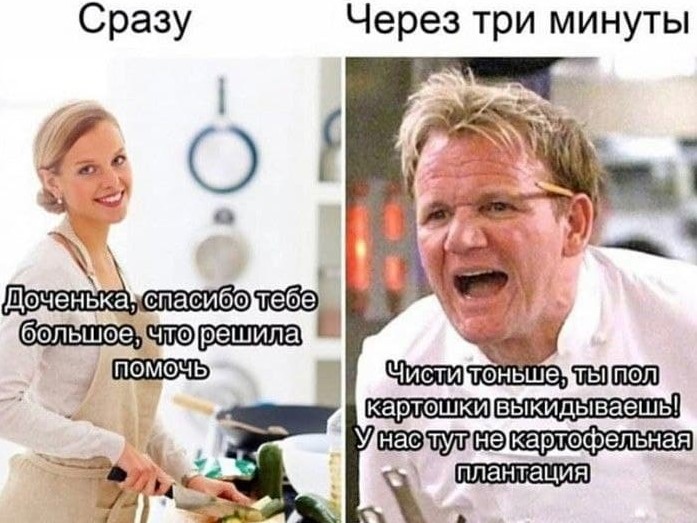 Сразу
Через три минуты
Доченька, спасибо тебе
большое, что решила
помочь
Чисти тоньше, ты пол
картошки выкидываешь!
У нас тут не картофельная
плантация